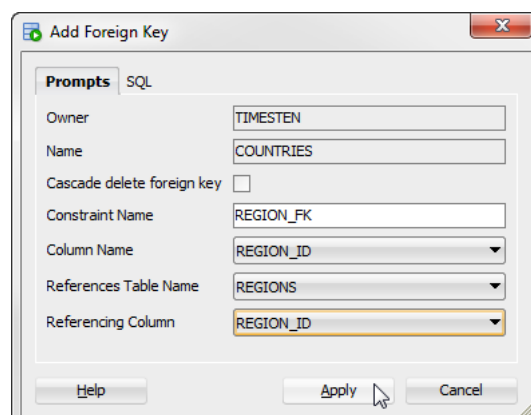 Add Foreign Key
Prompts SQL
Owner TIMESTEN
Name COUNTRIES
Cascade delete foreign key
Constraint Name REGION_FK
Column Name REGION_ID
References Table Name REGIONS
Referencing Column REGION_ID
Help Apply Cancel